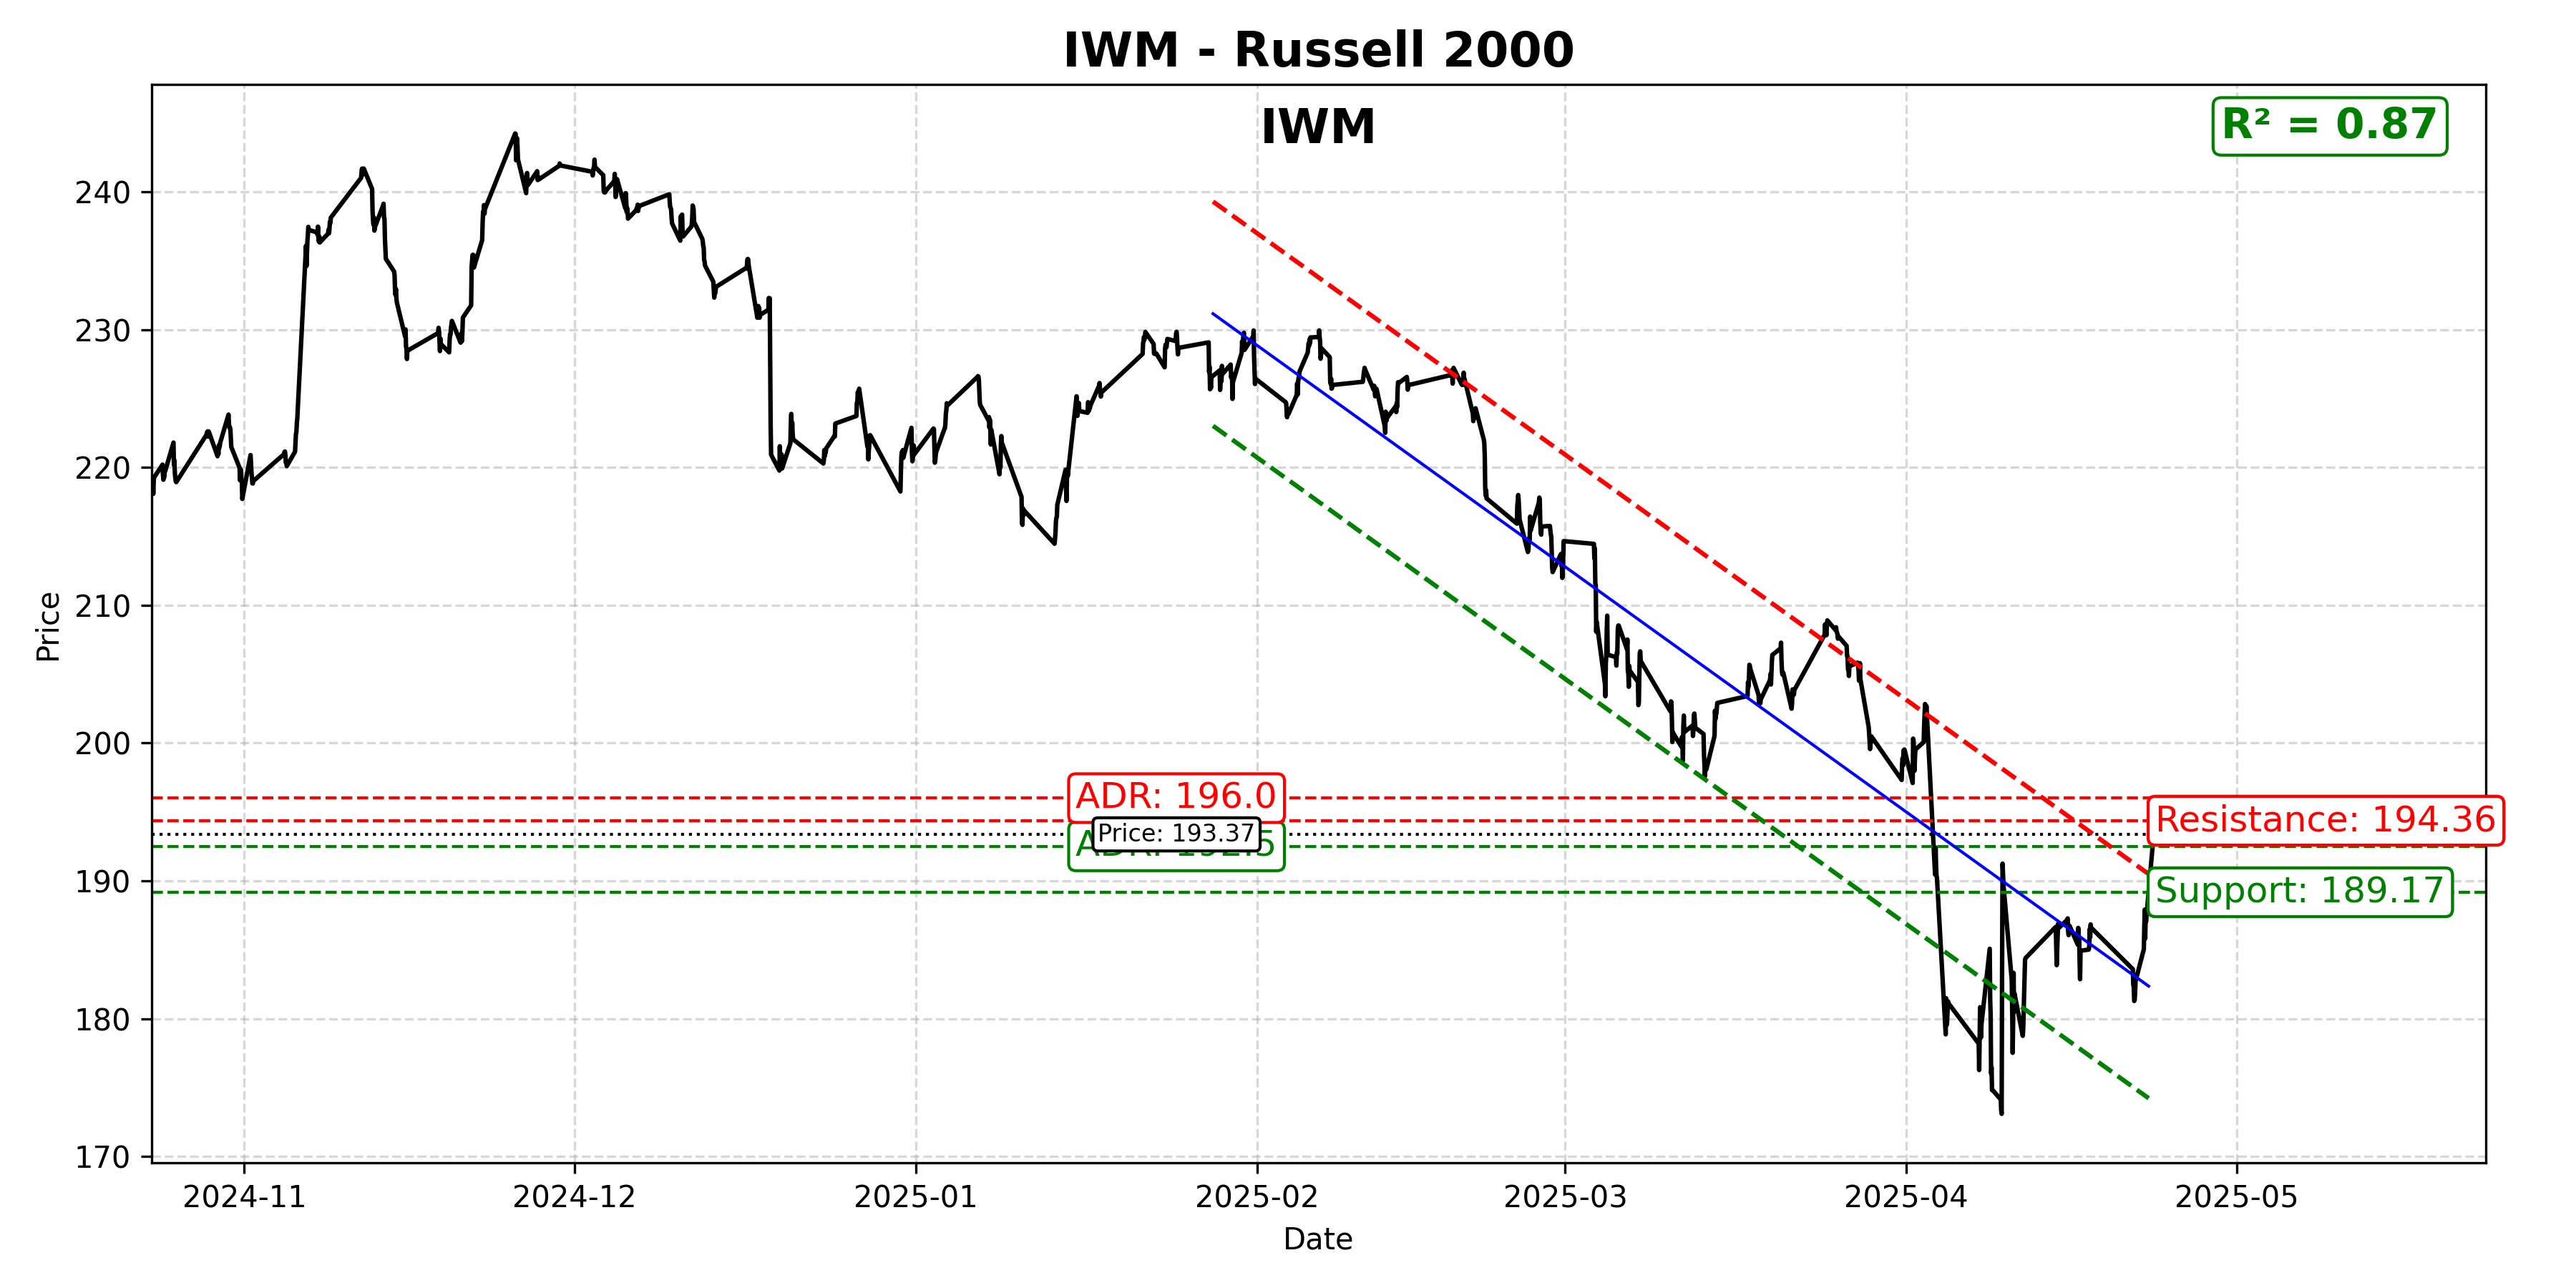 IWM - Russell 2000
IWM
R² = 0.87
240
230
220
210
200
190
180
170
Price
ADR: 196.0
Price: 193.37
Resistance: 194.36
Support: 189.17
2024-11
2024-12
2025-01
2025-02
2025-03
2025-04
2025-05
Date